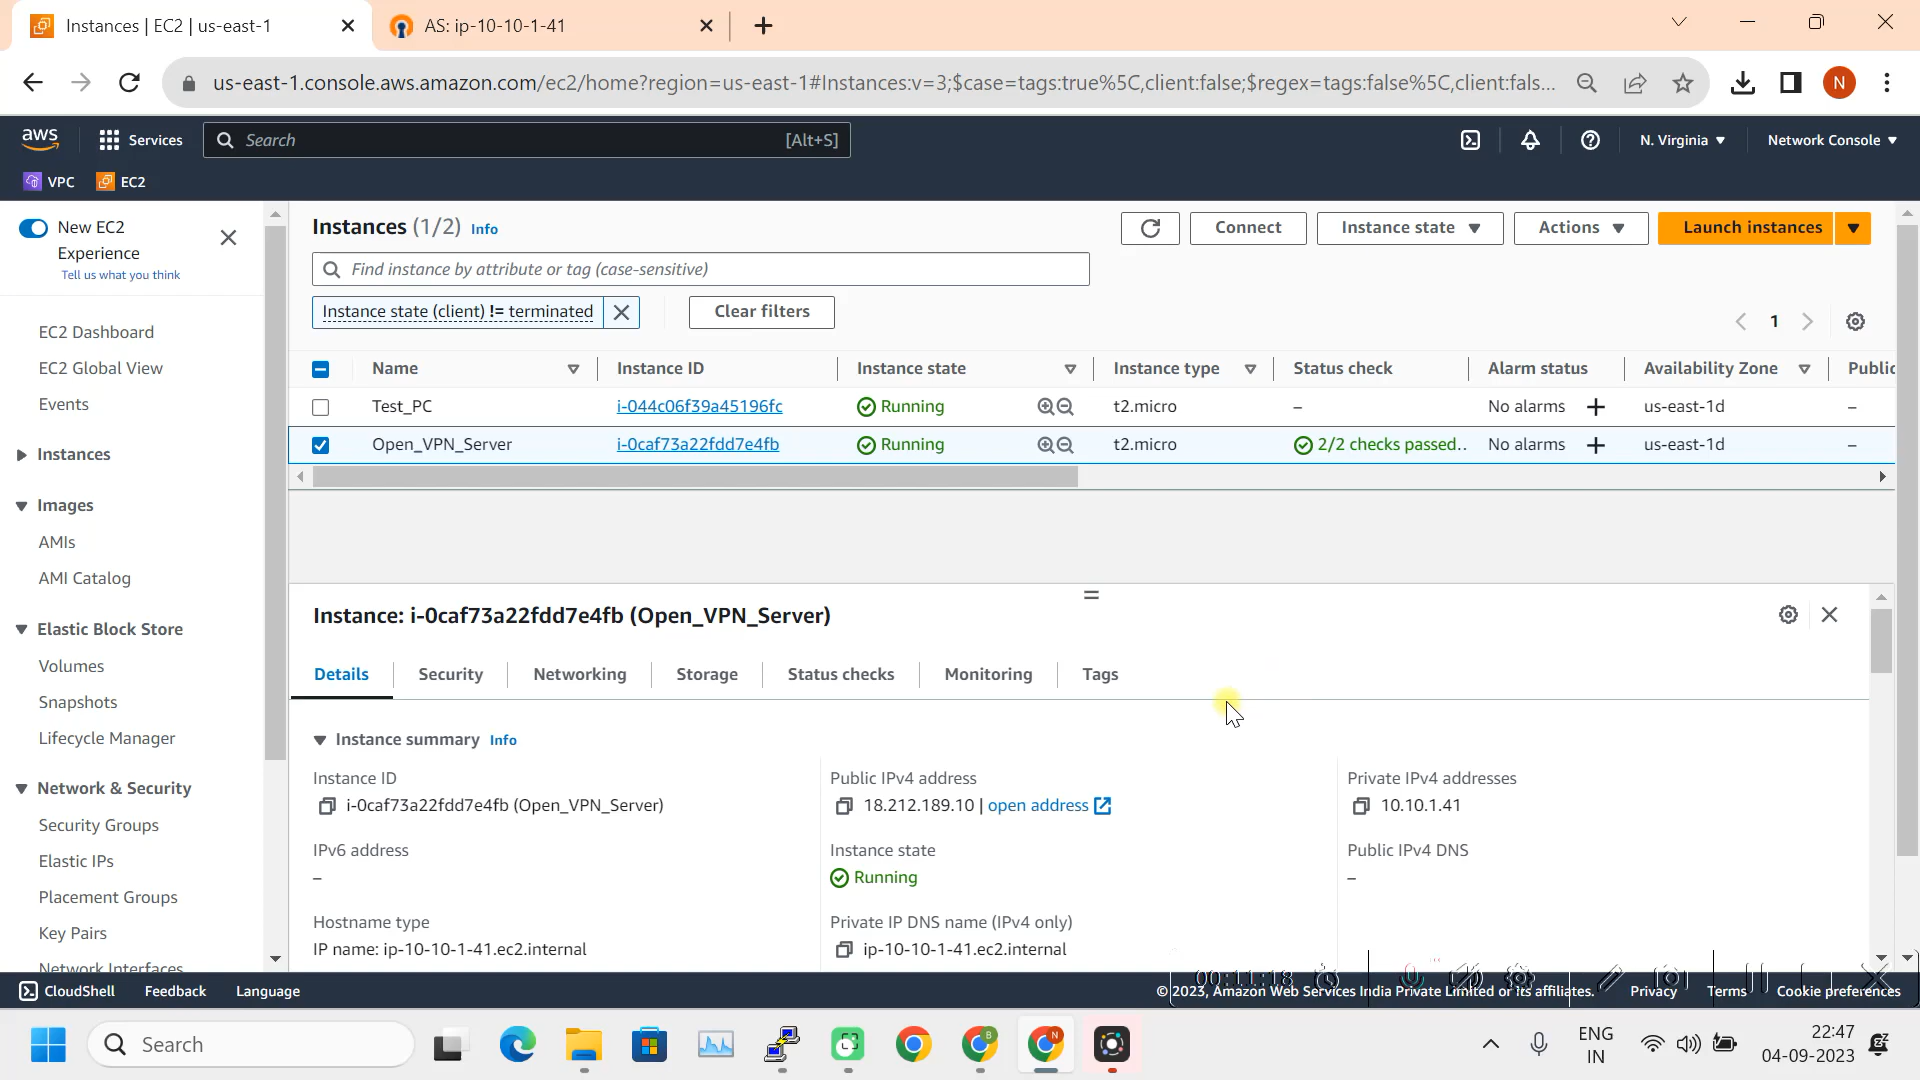 Instances | EC2 | us-east-1
AS: ip-10-10-1-41
us-east-1.console.aws.amazon.com/ec2/home?region=us-east-1#Instances:v=3;$case=tags:true%5C,client:false;$regex=tags:false%5C,client:fals...
N
aws
Services
Search
[Alt+S]
N. Virginia
Network Console
VPC
EC2
New EC2
Experience
Tell us what you think
EC2 Dashboard
EC2 Global View
Events
Instances
Images
AMIs
AMI Catalog
Elastic Block Store
Volumes
Snapshots
Lifecycle Manager
Network & Security
Security Groups
Elastic IPs
Placement Groups
Key Pairs
Network Interfaces
Instances (1/2) Info
Connect
Instance state
Actions
Launch instances
Find instance by attribute or tag (case-sensitive)
Instance state (client) != terminated
Clear filters
1
Name Instance ID Instance state Instance type Status check Alarm status Availability Zone Public
Test_PC i-044c06f39a45196fc Running t2.micro – No alarms + us-east-1d –
Open_VPN_Server i-0caf73a22fdd7e4fb Running t2.micro 2/2 checks passed.. No alarms + us-east-1d –
Instance: i-0caf73a22fdd7e4fb (Open_VPN_Server)
Details Security Networking Storage Status checks Monitoring Tags
Instance summary Info
Instance ID
i-0caf73a22fdd7e4fb (Open_VPN_Server)
Public IPv4 address
18.212.189.10 | open address
Private IPv4 addresses
10.10.1.41
IPv6 address
–
Instance state
Running
Public IPv4 DNS
–
Hostname type
IP name: ip-10-10-1-41.ec2.internal
Private IP DNS name (IPv4 only)
ip-10-10-1-41.ec2.internal
00:11:18
CloudShell
Feedback
Language
© 2023, Amazon Web Services India Private Limited or its affiliates.
Privacy
Terms
Cookie preferences
Search
B
N
ENG
IN
22:47
04-09-2023